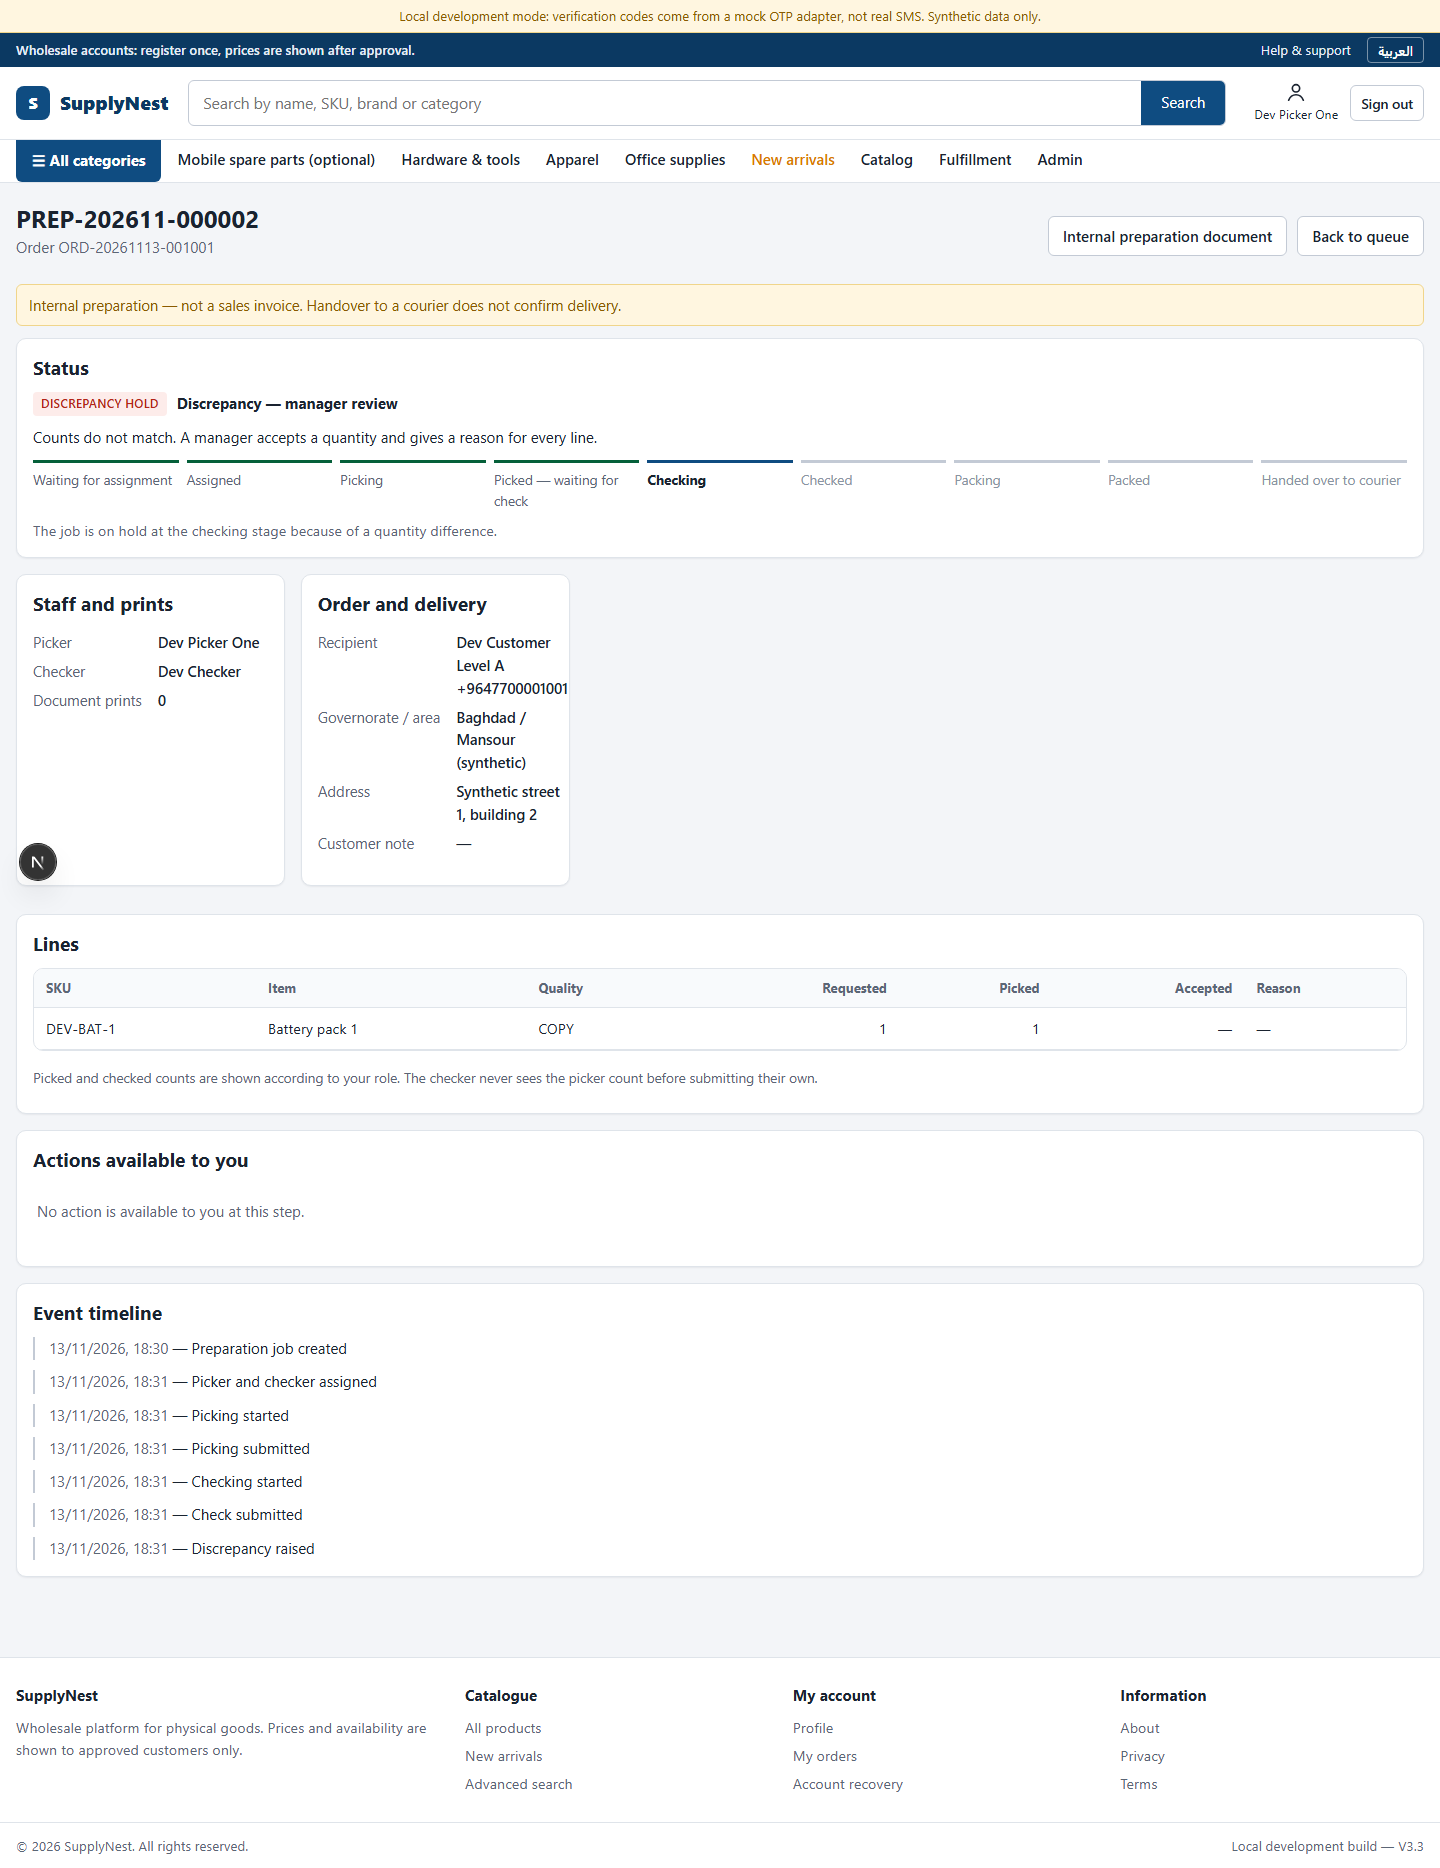 Local development mode: verification codes come from a mock OTP adapter, not real SMS. Synthetic data only.
Wholesale accounts: register once, prices are shown after approval.
Help & support
العربية
S
SupplyNest
Search by name, SKU, brand or category
Search
Dev Picker One
Sign out
☰ All categories
Mobile spare parts (optional)
Hardware & tools
Apparel
Office supplies
New arrivals
Catalog
Fulfillment
Admin
PREP-202611-000002
Order ORD-20261113-001001
Internal preparation document
Back to queue
Internal preparation — not a sales invoice. Handover to a courier does not confirm delivery.
Status
DISCREPANCY HOLD
Discrepancy — manager review
Counts do not match. A manager accepts a quantity and gives a reason for every line.
Waiting for assignment
Assigned
Picking
Picked — waiting for
check
Checking
Checked
Packing
Packed
Handed over to courier
The job is on hold at the checking stage because of a quantity difference.
Staff and prints
Picker Dev Picker One
Checker Dev Checker
Document prints 0
N
Order and delivery
Recipient Dev Customer
Level A
+9647700001001
Governorate / area Baghdad /
Mansour
(synthetic)
Address Synthetic street
1, building 2
Customer note —
Lines
SKU Item Quality Requested Picked Accepted Reason
DEV-BAT-1 Battery pack 1 COPY 1 1 — —
Picked and checked counts are shown according to your role. The checker never sees the picker count before submitting their own.
Actions available to you
No action is available to you at this step.
Event timeline
13/11/2026, 18:30 — Preparation job created
13/11/2026, 18:31 — Picker and checker assigned
13/11/2026, 18:31 — Picking started
13/11/2026, 18:31 — Picking submitted
13/11/2026, 18:31 — Checking started
13/11/2026, 18:31 — Check submitted
13/11/2026, 18:31 — Discrepancy raised
SupplyNest
Wholesale platform for physical goods. Prices and availability are
shown to approved customers only.
Catalogue
All products
New arrivals
Advanced search
My account
Profile
My orders
Account recovery
Information
About
Privacy
Terms
© 2026 SupplyNest. All rights reserved.
Local development build — V3.3